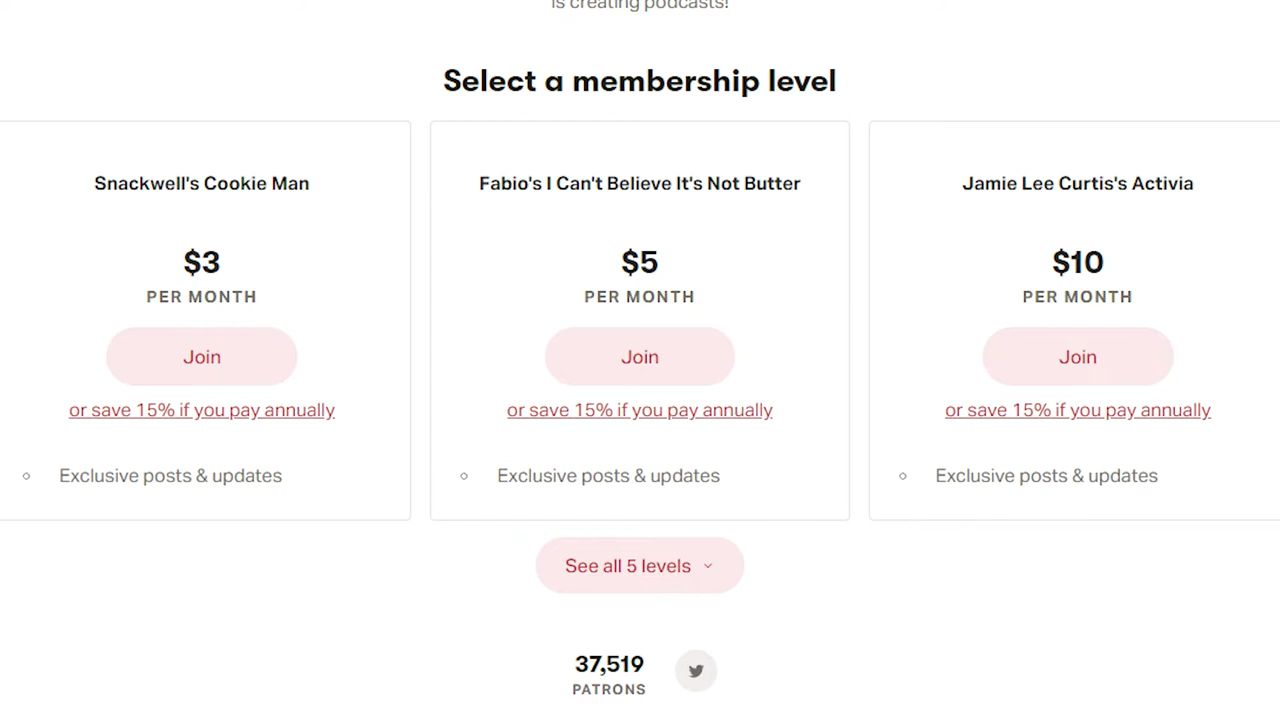 is creating podcasts!
Select a membership level
Snackwell's Cookie Man
$3
PER MONTH
Join
or save 15% if you pay annually
Exclusive posts & updates
Fabio's I Can't Believe It's Not Butter
$5
PER MONTH
Join
or save 15% if you pay annually
Exclusive posts & updates
Jamie Lee Curtis's Activia
$10
PER MONTH
Join
or save 15% if you pay annually
Exclusive posts & updates
See all 5 levels
37,519
PATRONS